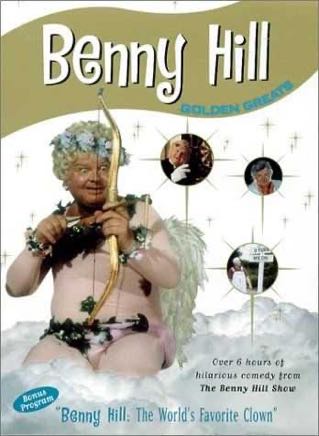 Benny Hill
GOLDEN GREATS
Over 6 hours of
hilarious comedy from
The Benny Hill Show
Bonus
Program
"Benny Hill: The World's Favorite Clown"